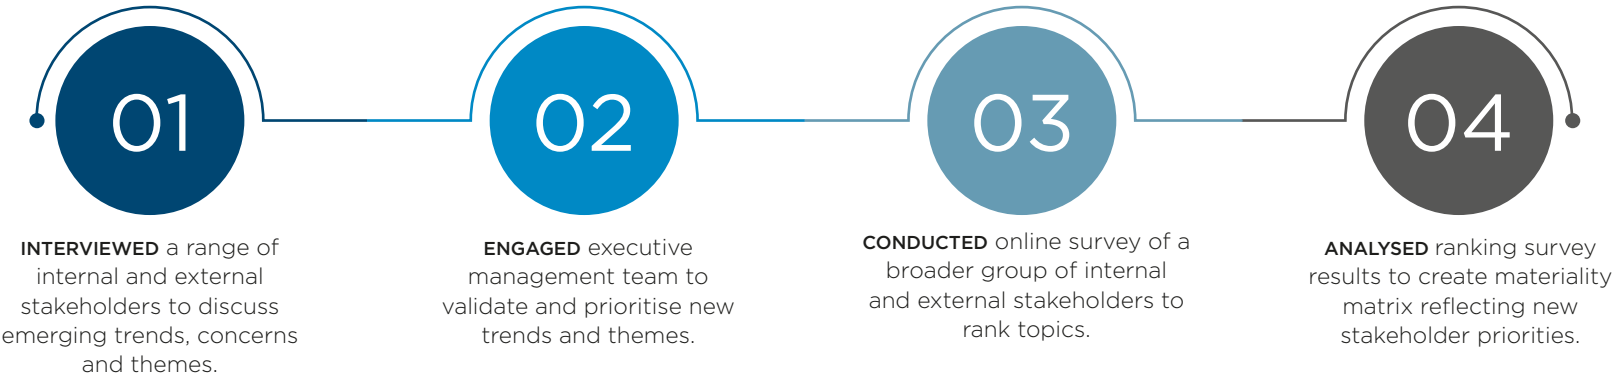 01
INTERVIEWED a range of
internal and external
stakeholders to discuss
emerging trends, concerns
and themes.
02
ENGAGED executive
management team to
validate and prioritise new
trends and themes.
03
CONDUCTED online survey of a
broader group of internal
and external stakeholders to
rank topics.
04
ANALYSED ranking survey
results to create materiality
matrix reflecting new
stakeholder priorities.